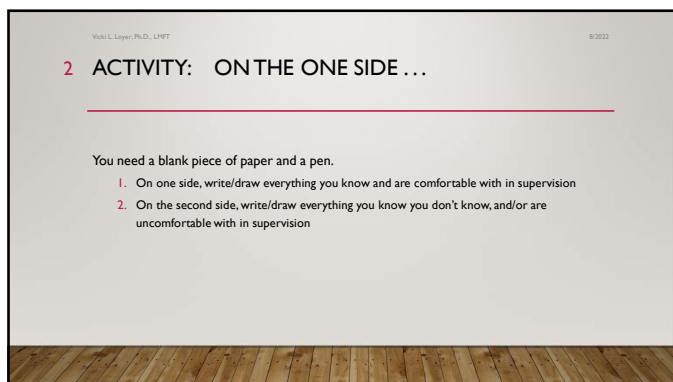 Vicki L. Loyer, Ph.D., LMFT 8/2022
2 ACTIVITY: ON THE ONE SIDE …
You need a blank piece of paper and a pen.
1. On one side, write/draw everything you know and are comfortable with in supervision
2. On the second side, write/draw everything you know you don't know, and/or are
uncomfortable with in supervision